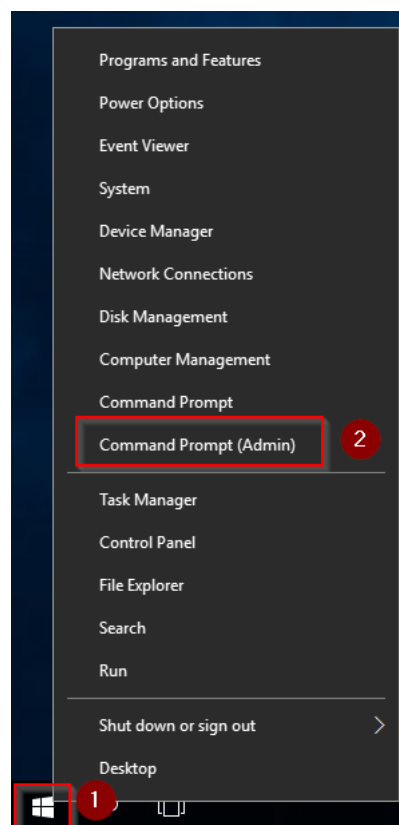 Programs and Features
Power Options
Event Viewer
System
Device Manager
Network Connections
Disk Management
Computer Management
Command Prompt
Command Prompt (Admin)
2
Task Manager
Control Panel
File Explorer
Search
Run
Shut down or sign out
Desktop
1